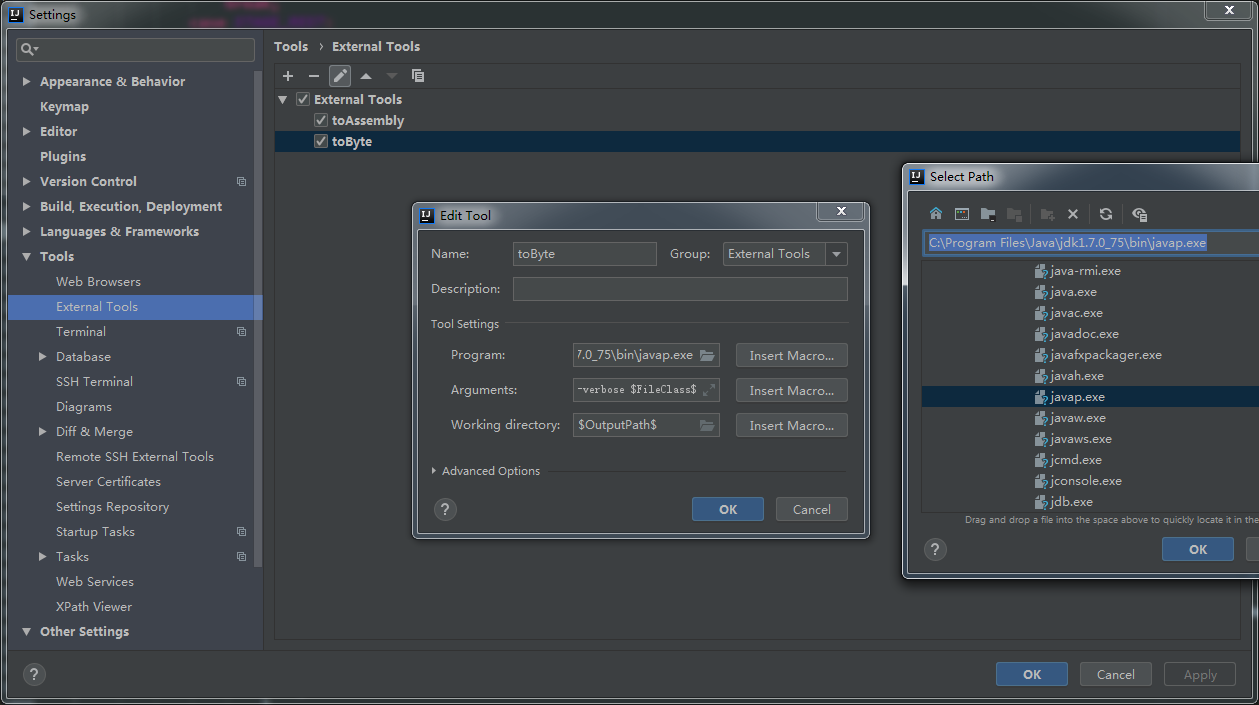 Settings
Appearance & Behavior
Keymap
Editor
Plugins
Version Control
Build, Execution, Deployment
Languages & Frameworks
Tools
Web Browsers
External Tools
Terminal
Database
SSH Terminal
Diagrams
Diff & Merge
Remote SSH External Tools
Server Certificates
Settings Repository
Startup Tasks
Tasks
Web Services
XPath Viewer
Other Settings
Tools › External Tools
External Tools
toAssembly
toByte
Edit Tool
Name: toByte Group: External Tools
Description:
Tool Settings
Program: 7.0_75\bin\javap.exe Insert Macro...
Arguments: -verbose $FileClass$ Insert Macro...
Working directory: $OutputPath$ Insert Macro...
Advanced Options
? OK Cancel
Select Path
C:\Program Files\Java\jdk1.7.0_75\bin\javap.exe
java-rmi.exe
java.exe
javac.exe
javadoc.exe
javafxpackager.exe
javah.exe
javap.exe
javaw.exe
javaws.exe
jcmd.exe
jconsole.exe
jdb.exe
Drag and drop a file into the space above to quickly locate it in the
? OK
? OK Cancel Apply